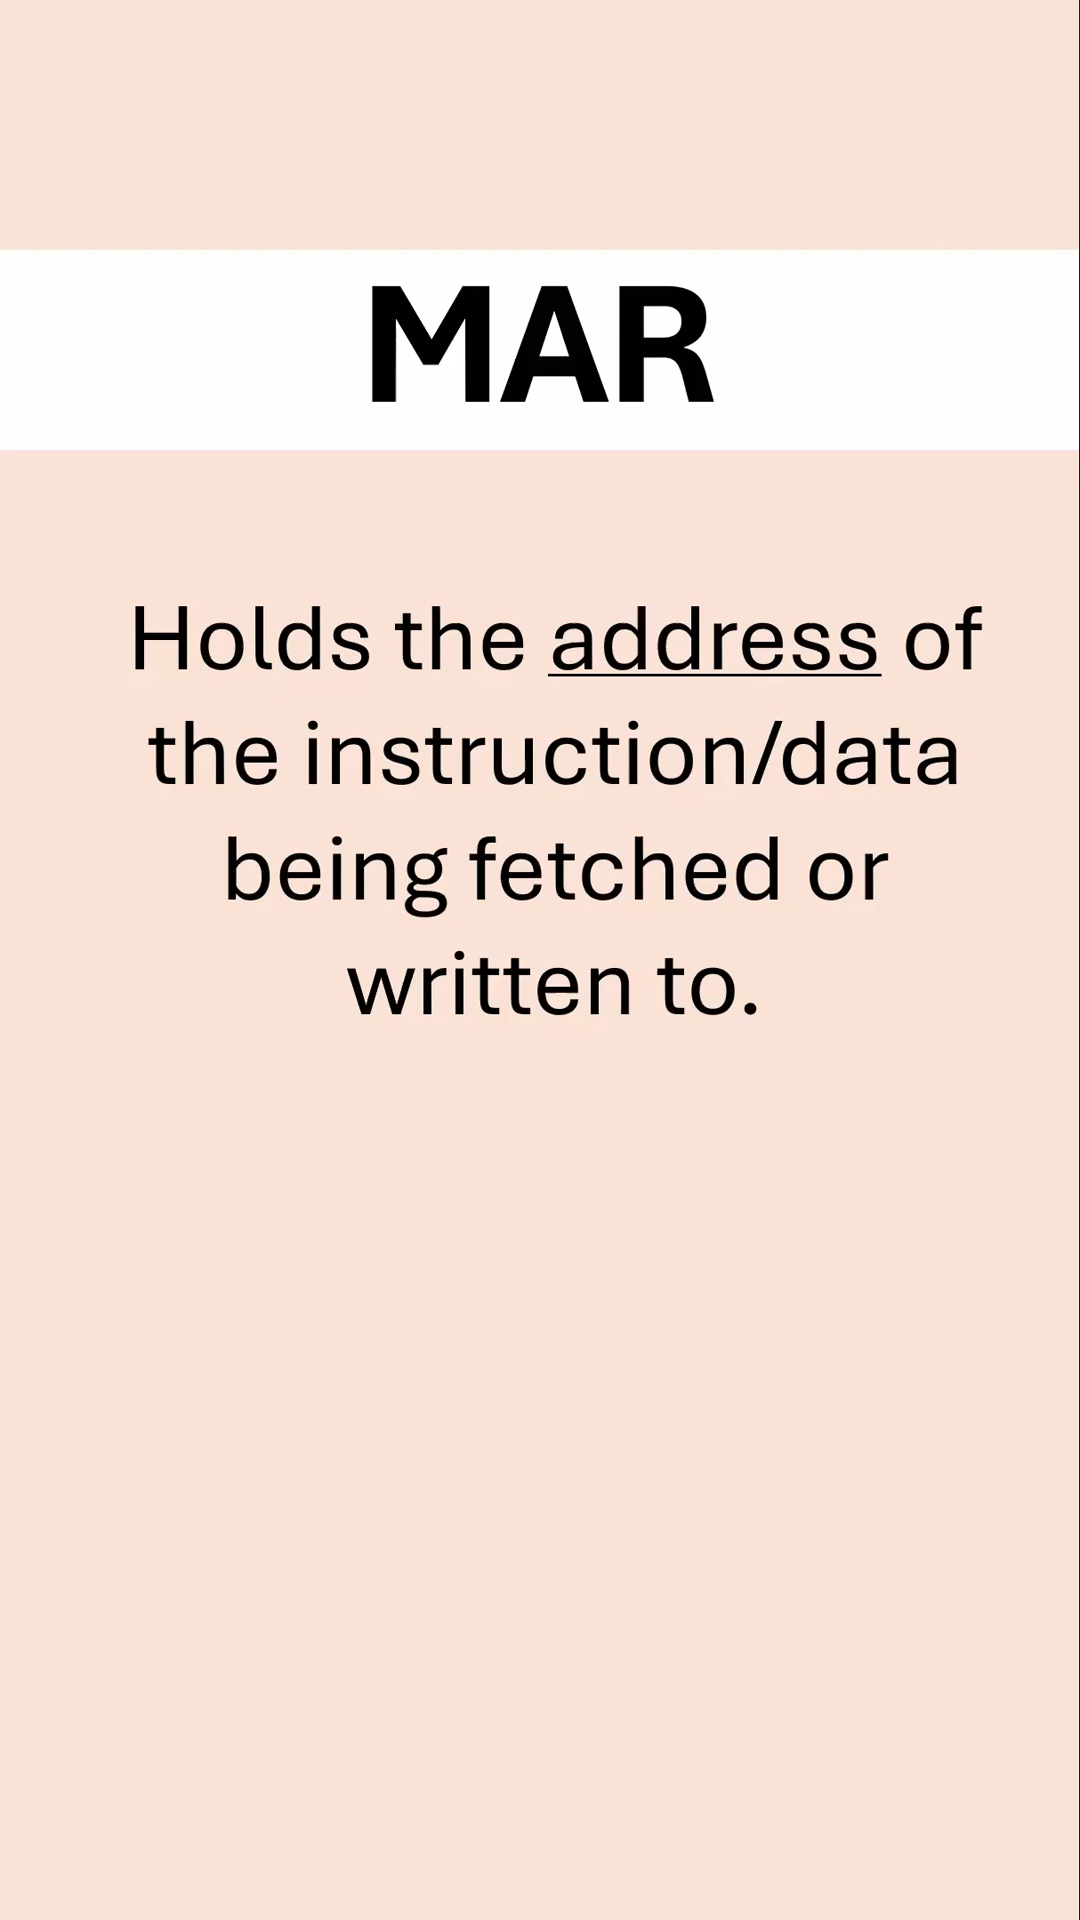 MAR
Holds the address of
the instruction/data
being fetched or
written to.